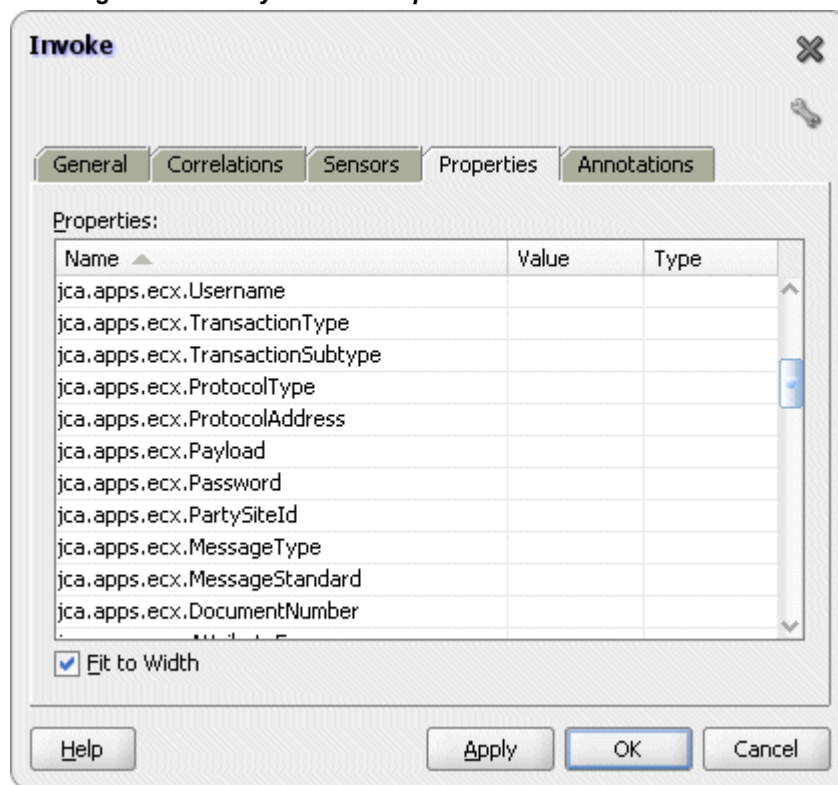 Invoke
General Correlations Sensors Properties Annotations
Properties:
Name Value Type
jca.apps.ecx.Username
jca.apps.ecx.TransactionType
jca.apps.ecx.TransactionSubtype
jca.apps.ecx.ProtocolType
jca.apps.ecx.ProtocolAddress
jca.apps.ecx.Payload
jca.apps.ecx.Password
jca.apps.ecx.PartySiteId
jca.apps.ecx.MessageType
jca.apps.ecx.MessageStandard
jca.apps.ecx.DocumentNumber
Fit to Width
Help Apply OK Cancel